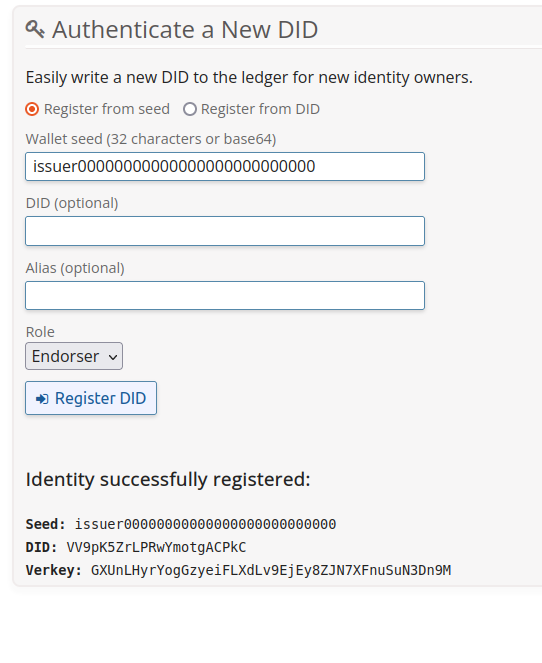 Authenticate a New DID
Easily write a new DID to the ledger for new identity owners.
Register from seed Register from DID
Wallet seed (32 characters or base64)
issuer00000000000000000000000000
DID (optional)
Alias (optional)
Role
Endorser
Register DID
Identity successfully registered:
Seed: issuer00000000000000000000000000
DID: VV9pK5ZrLPRwYmotgACPkC
Verkey: GXUnLHyrYogGzyeiFLXdLv9EjEy8ZJN7XFnuSuN3Dn9M